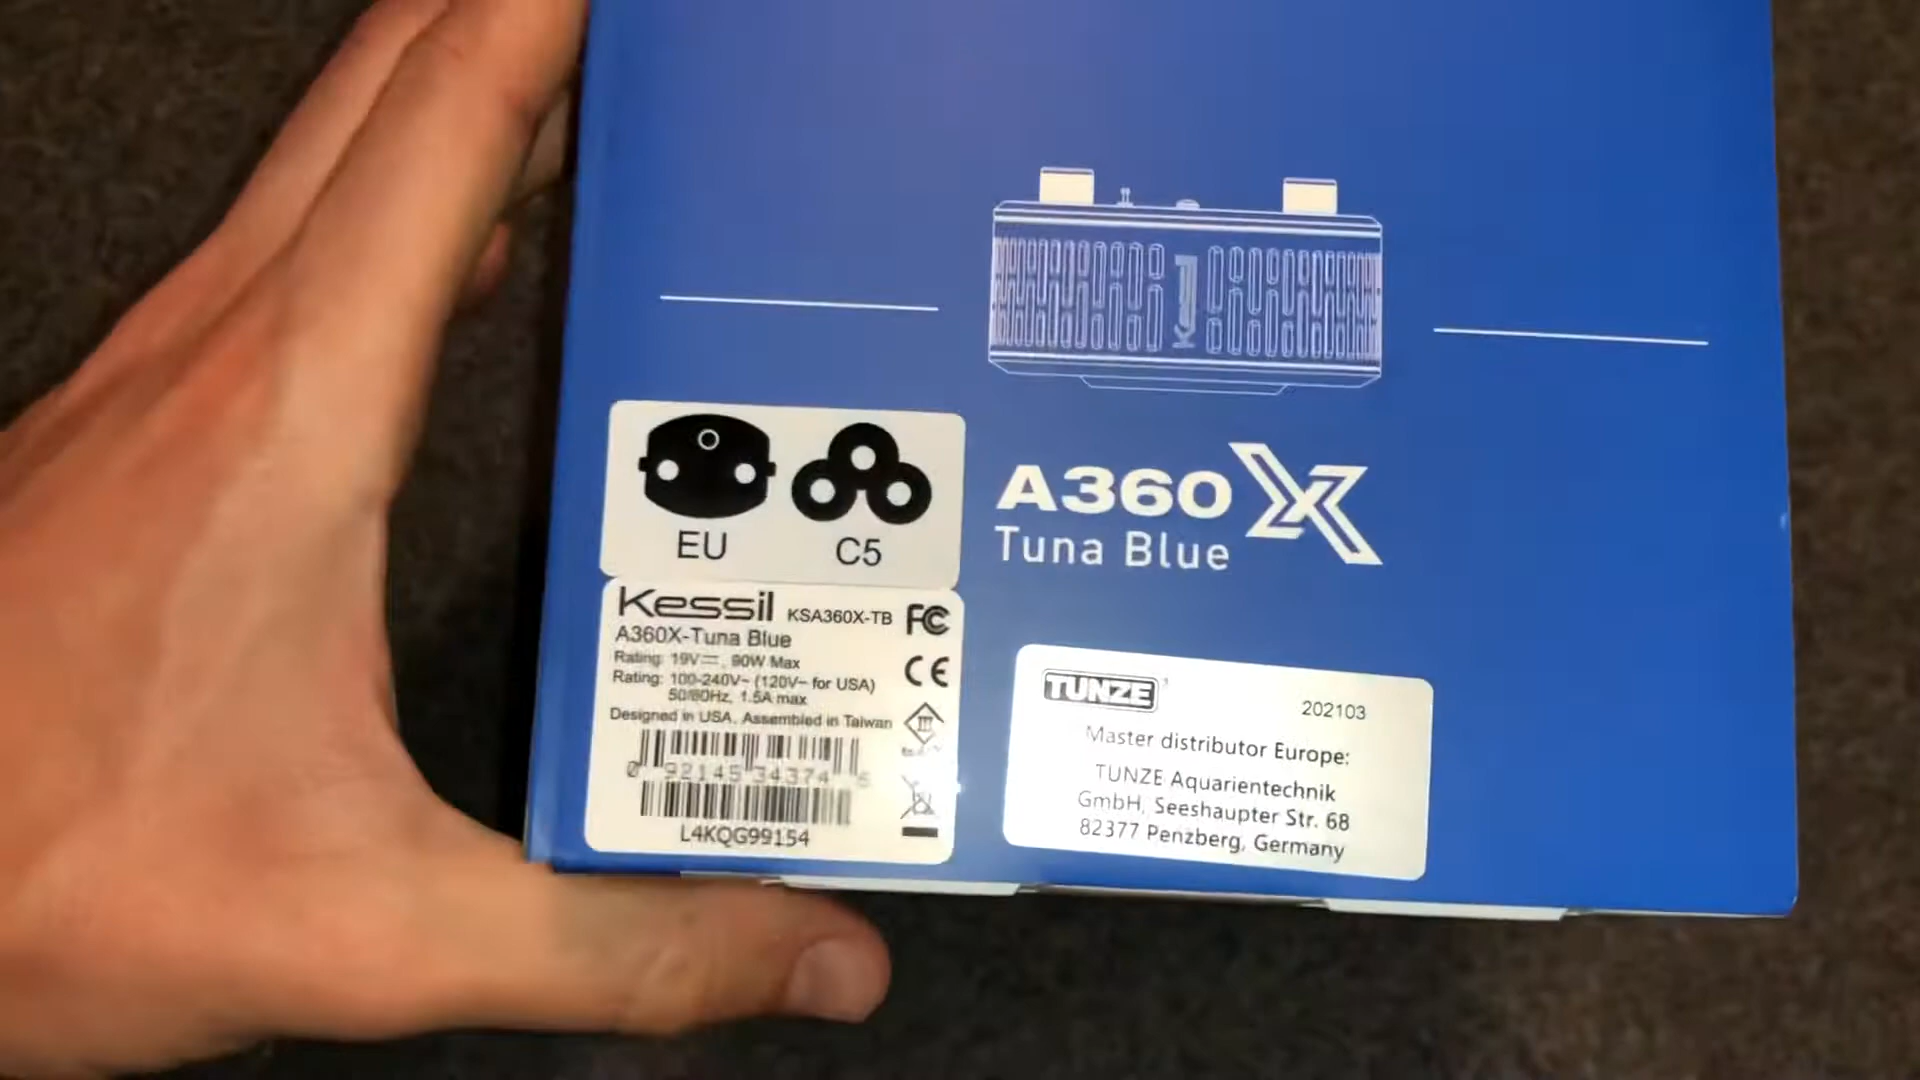 Kessil
A360X
Tuna Blue
EU C5
Kessil KSA360X-TB FC
A360X-Tuna Blue CE
Rating: 19V⎓, 90W Max
Rating: 100-240V~ (120V~ for USA)
50/60Hz, 1.5A max
Designed in USA, Assembled in Taiwan
0 92145 34374 6
L4KQG99154
TUNZE 202103
Master distributor Europe:
TUNZE Aquarientechnik
GmbH, Seeshaupter Str. 68
82377 Penzberg, Germany